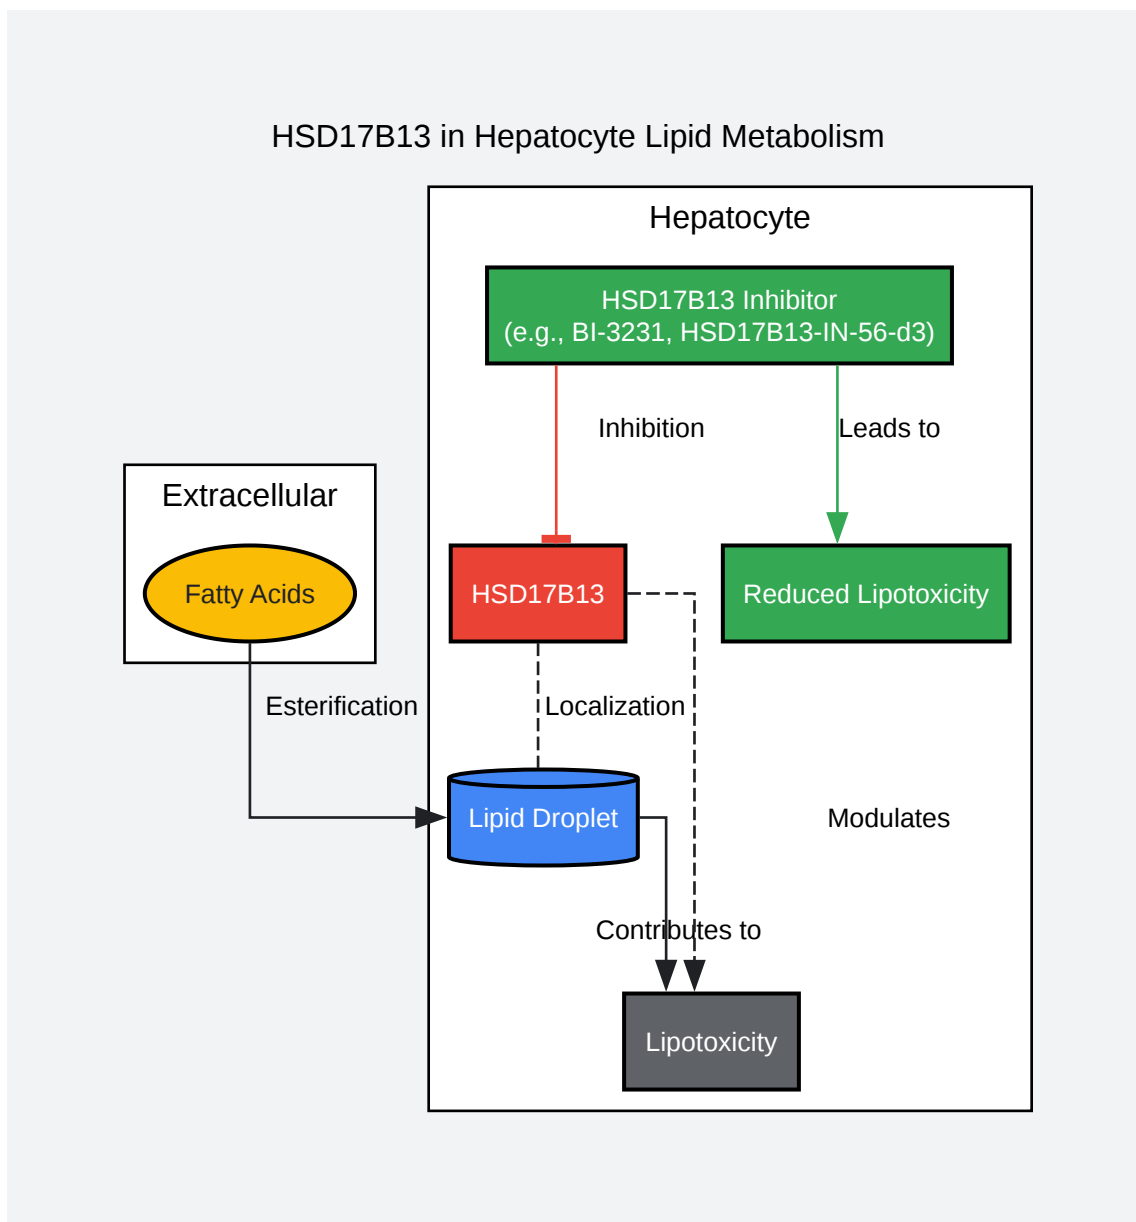 HSD17B13 in Hepatocyte Lipid Metabolism
Hepatocyte
HSD17B13 Inhibitor
(e.g., BI-3231, HSD17B13-IN-56-d3)
Inhibition
Leads to
Extracellular
Fatty Acids
HSD17B13
Reduced Lipotoxicity
Esterification
Localization
Lipid Droplet
Modulates
Contributes to
Lipotoxicity